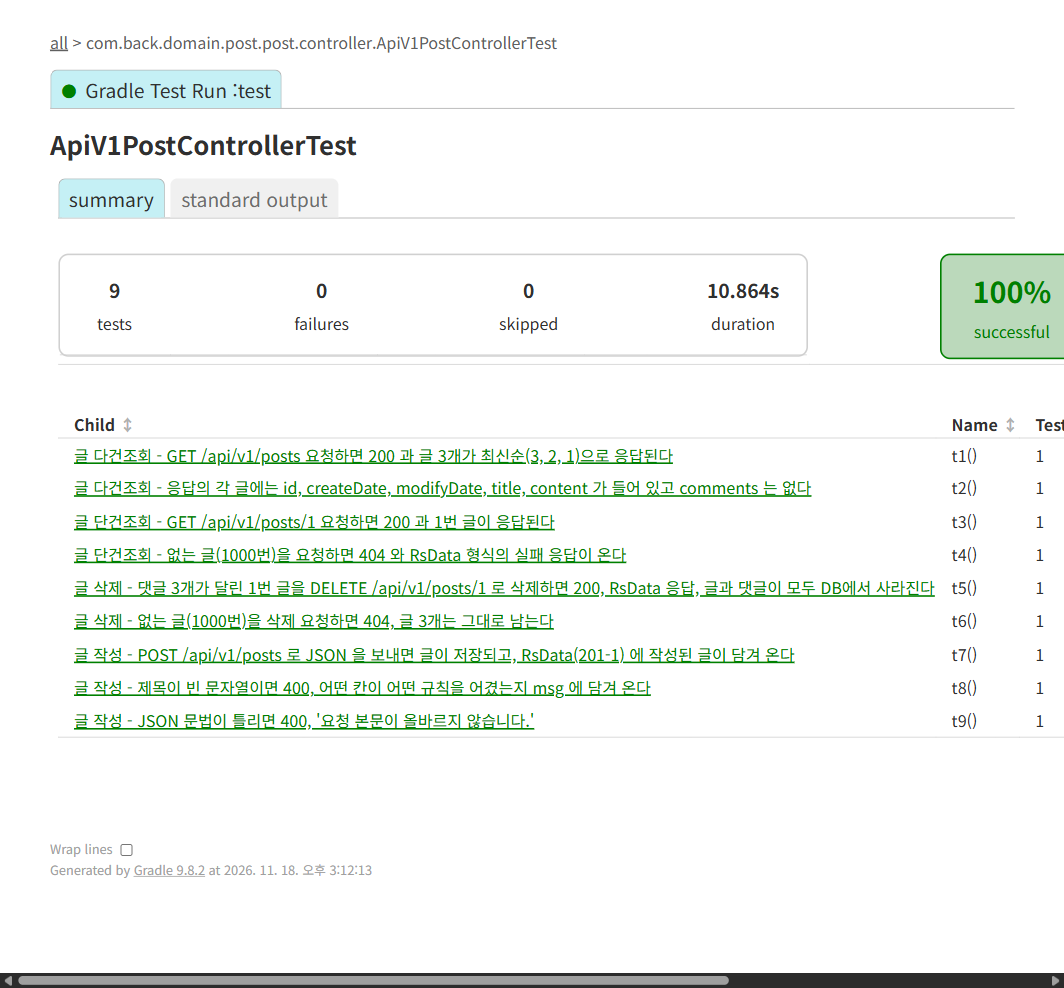 all > com.back.domain.post.post.controller.ApiV1PostControllerTest
Gradle Test Run :test
ApiV1PostControllerTest
summary standard output
9 0 0 10.864s 100%
tests failures skipped duration successful
Child Name Test
글 다건조회 - GET /api/v1/posts 요청하면 200 과 글 3개가 최신순(3, 2, 1)으로 응답된다 t1() 1
글 다건조회 - 응답의 각 글에는 id, createDate, modifyDate, title, content 가 들어 있고 comments 는 없다 t2() 1
글 단건조회 - GET /api/v1/posts/1 요청하면 200 과 1번 글이 응답된다 t3() 1
글 단건조회 - 없는 글(1000번)을 요청하면 404 와 RsData 형식의 실패 응답이 온다 t4() 1
글 삭제 - 댓글 3개가 달린 1번 글을 DELETE /api/v1/posts/1 로 삭제하면 200, RsData 응답, 글과 댓글이 모두 DB에서 사라진다 t5() 1
글 삭제 - 없는 글(1000번)을 삭제 요청하면 404, 글 3개는 그대로 남는다 t6() 1
글 작성 - POST /api/v1/posts 로 JSON 을 보내면 글이 저장되고, RsData(201-1) 에 작성된 글이 담겨 온다 t7() 1
글 작성 - 제목이 빈 문자열이면 400, 어떤 칸이 어떤 규칙을 어겼는지 msg 에 담겨 온다 t8() 1
글 작성 - JSON 문법이 틀리면 400, '요청 본문이 올바르지 않습니다.' t9() 1
Wrap lines
Generated by Gradle 9.8.2 at 2026. 11. 18. 오후 3:12:13